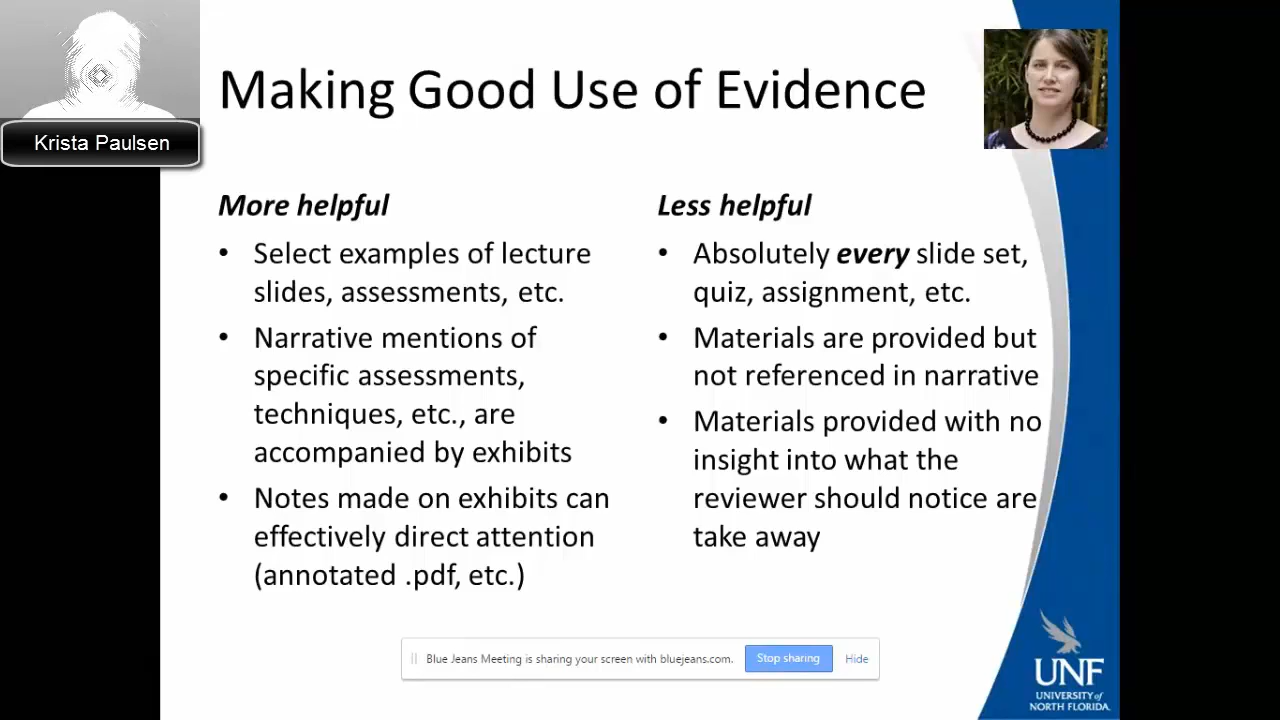 Krista Paulsen
Making Good Use of Evidence
More helpful
• Select examples of lecture
slides, assessments, etc.
• Narrative mentions of
specific assessments,
techniques, etc., are
accompanied by exhibits
• Notes made on exhibits can
effectively direct attention
(annotated .pdf, etc.)
Less helpful
• Absolutely every slide set,
quiz, assignment, etc.
• Materials are provided but
not referenced in narrative
• Materials provided with no
insight into what the
reviewer should notice are
take away
Blue Jeans Meeting is sharing your screen with bluejeans.com. Stop sharing Hide
UNF
UNIVERSITY of
NORTH FLORIDA.